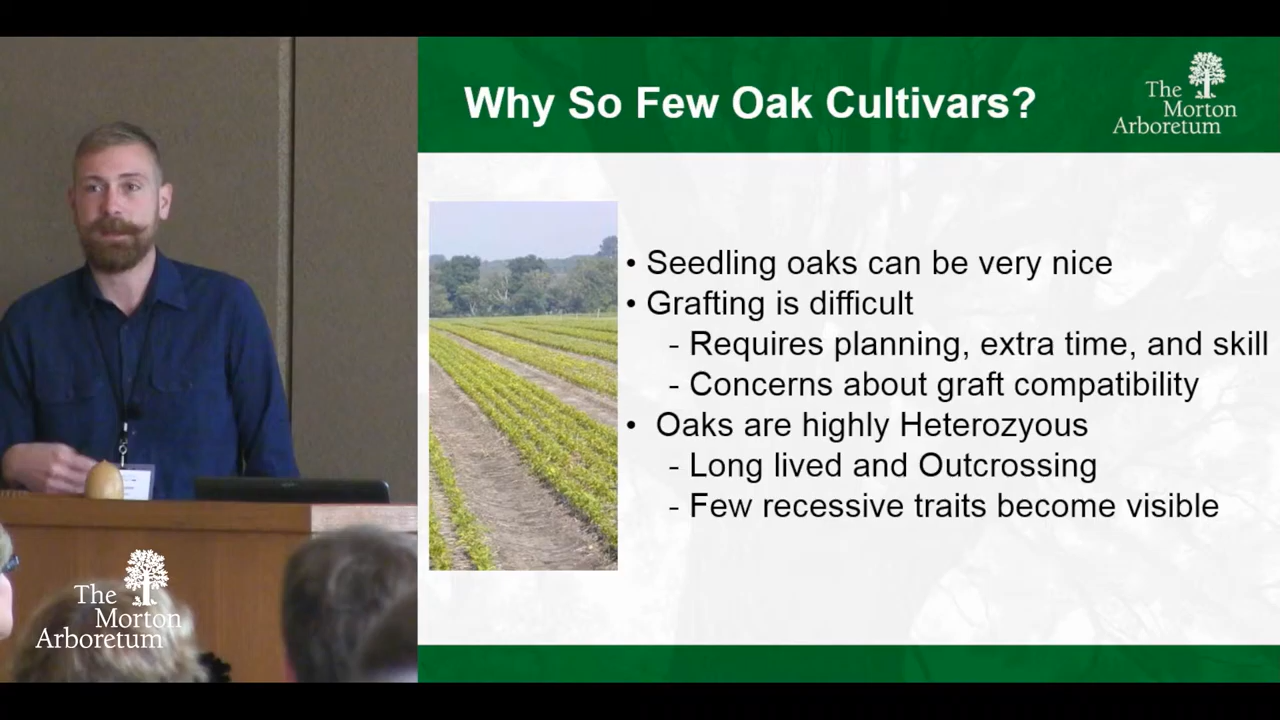 Why So Few Oak Cultivars?
The
Morton
Arboretum
• Seedling oaks can be very nice
• Grafting is difficult
- Requires planning, extra time, and skill
- Concerns about graft compatibility
• Oaks are highly Heterozyous
- Long lived and Outcrossing
- Few recessive traits become visible
The
Morton
Arboretum